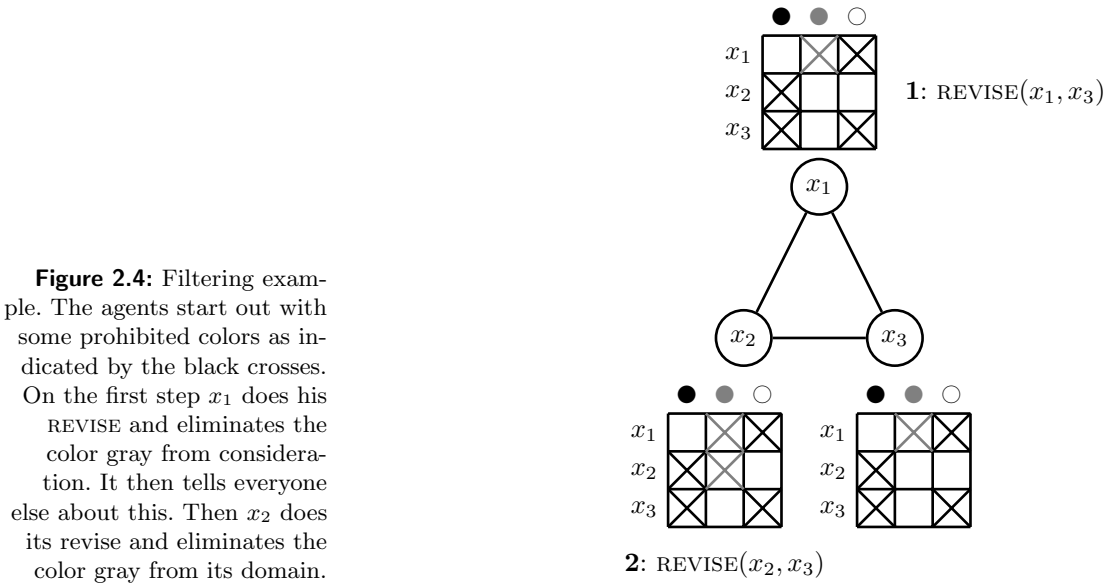 x1
x2
x3
1: REVISE(x1, x3)
x1
x2
x3
Figure 2.4: Filtering exam-
ple. The agents start out with
some prohibited colors as in-
dicated by the black crosses.
On the first step x1 does his
REVISE and eliminates the
color gray from considera-
tion. It then tells everyone
else about this. Then x2 does
its revise and eliminates the
color gray from its domain.
x1
x2
x3
x1
x2
x3
2: REVISE(x2, x3)